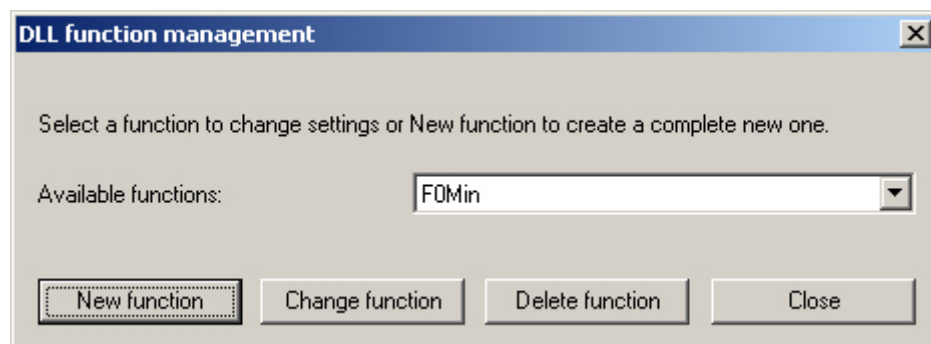 DLL function management
Select a function to change settings or New function to create a complete new one.
Available functions: F0Min
New function Change function Delete function Close